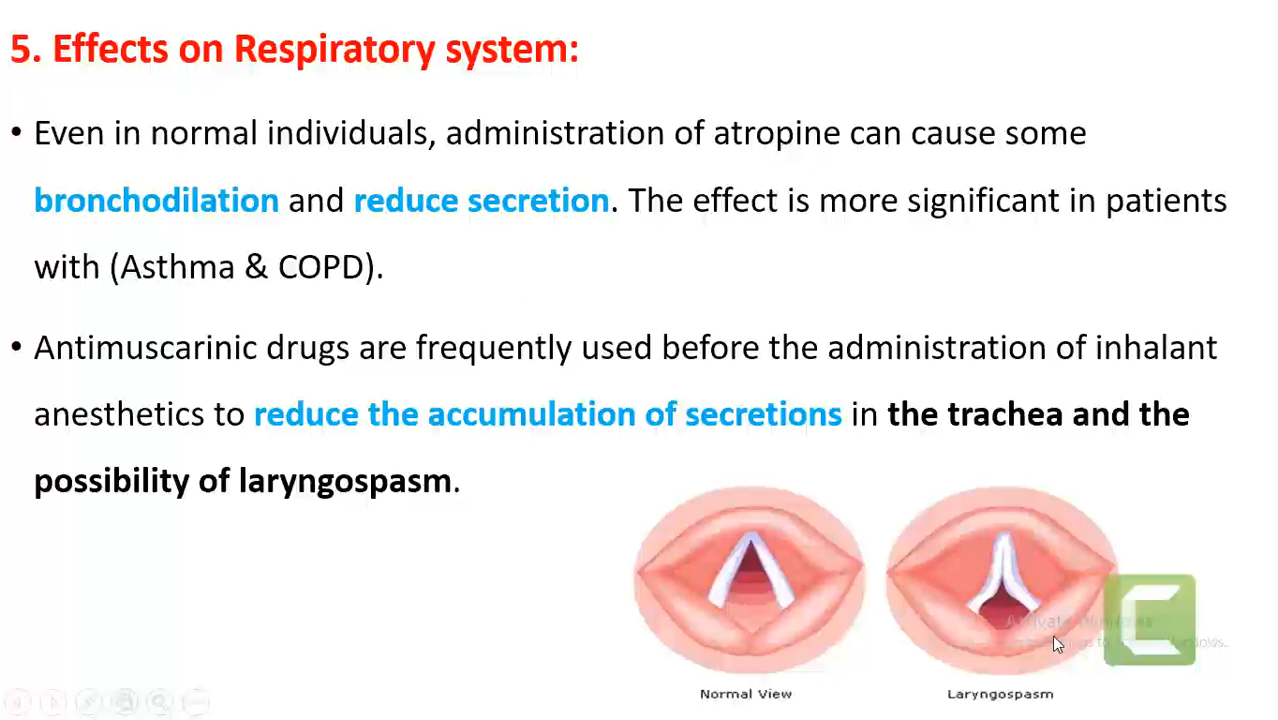 5. Effects on Respiratory system:
• Even in normal individuals, administration of atropine can cause some
bronchodilation and reduce secretion. The effect is more significant in patients
with (Asthma & COPD).
• Antimuscarinic drugs are frequently used before the administration of inhalant
anesthetics to reduce the accumulation of secretions in the trachea and the
possibility of laryngospasm.
Normal View
Laryngospasm